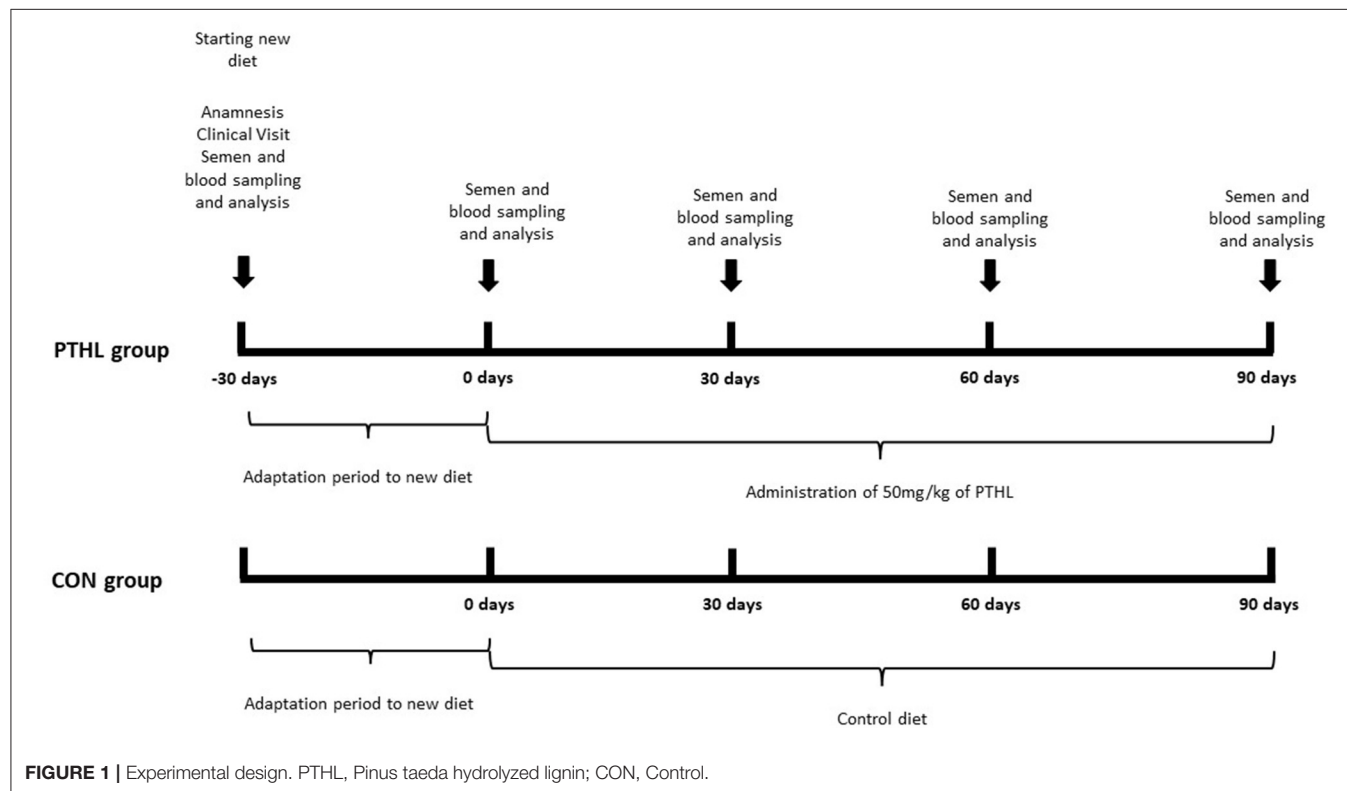 Starting new
diet
Anamnesis
Clinical Visit
Semen and
blood sampling
and analysis
Semen and
blood sampling
and analysis
Semen and
blood sampling
and analysis
Semen and
blood sampling
and analysis
Semen and
blood sampling
and analysis
PTHL group
-30 days
0 days
30 days
60 days
90 days
Adaptation period to new diet
Administration of 50mg/kg of PTHL
CON group
0 days
30 days
60 days
90 days
Adaptation period to new diet
Control diet
FIGURE 1 | Experimental design. PTHL, Pinus taeda hydrolyzed lignin; CON, Control.